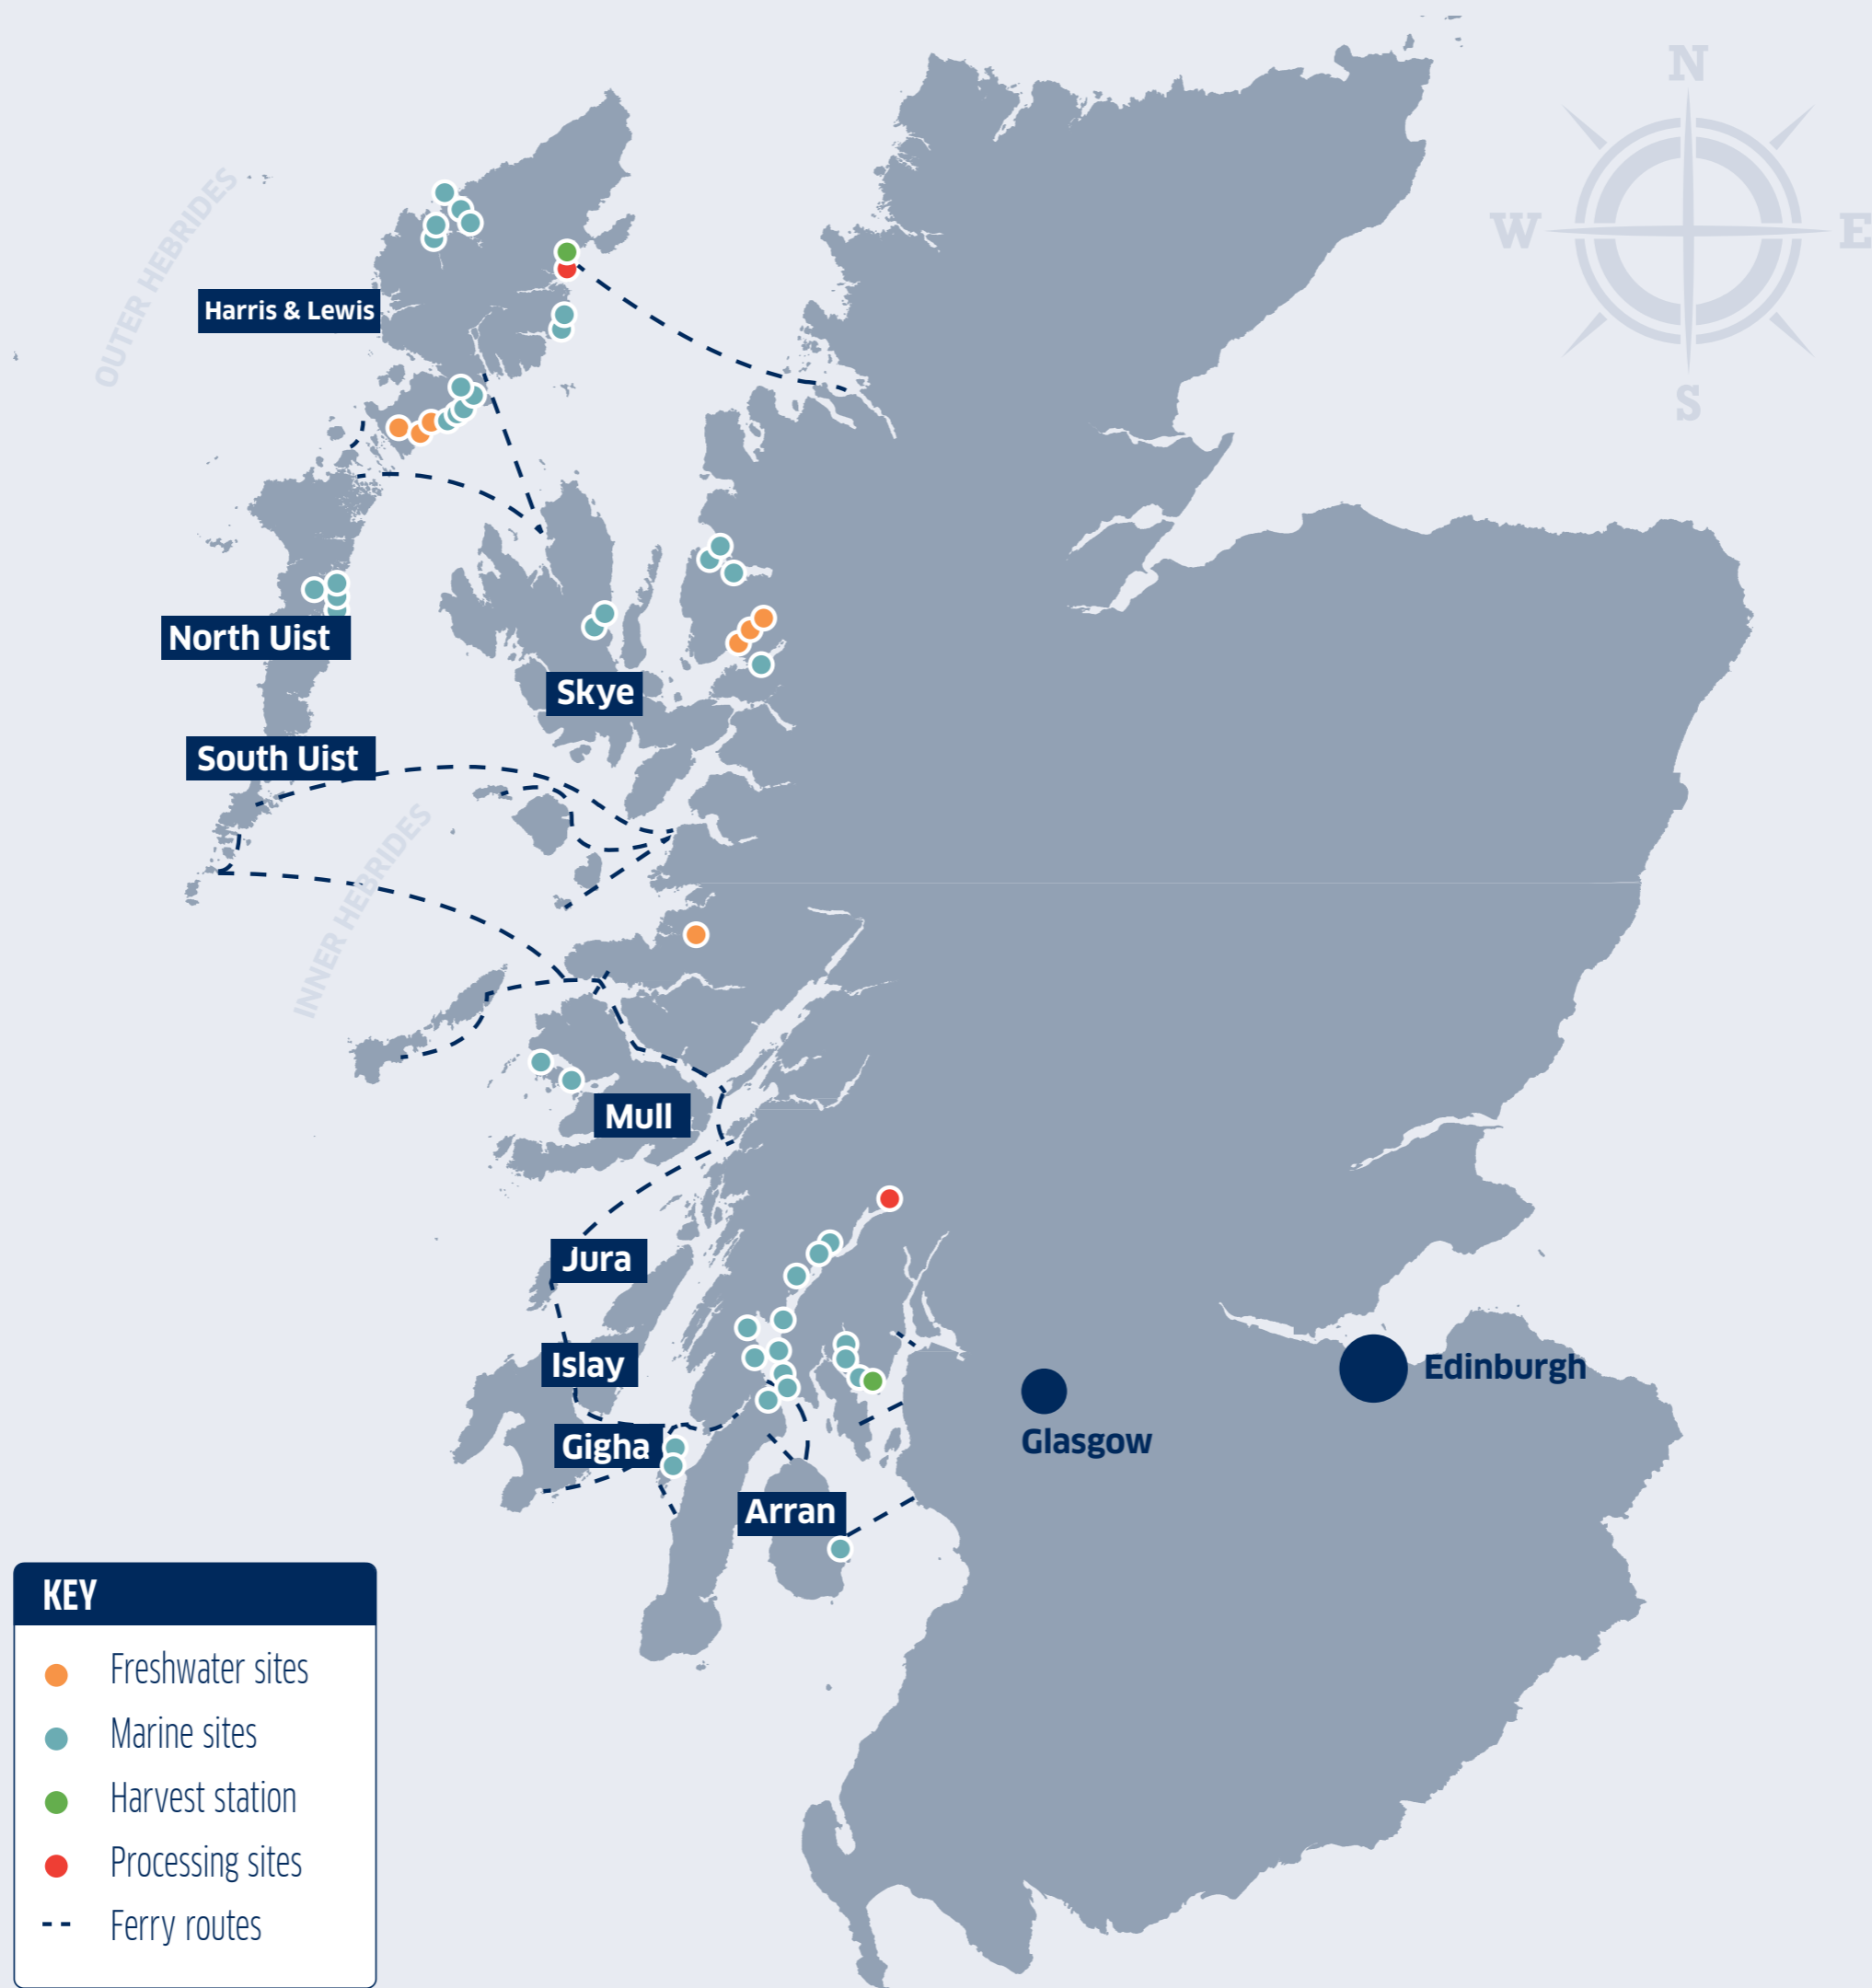 N
W
E
S
OUTER HEBRIDES
Harris & Lewis
North Uist
Skye
South Uist
INNER HEBRIDES
Mull
Jura
Islay
Gigha
Arran
Edinburgh
Glasgow
KEY
Freshwater sites
Marine sites
Harvest station
Processing sites
Ferry routes